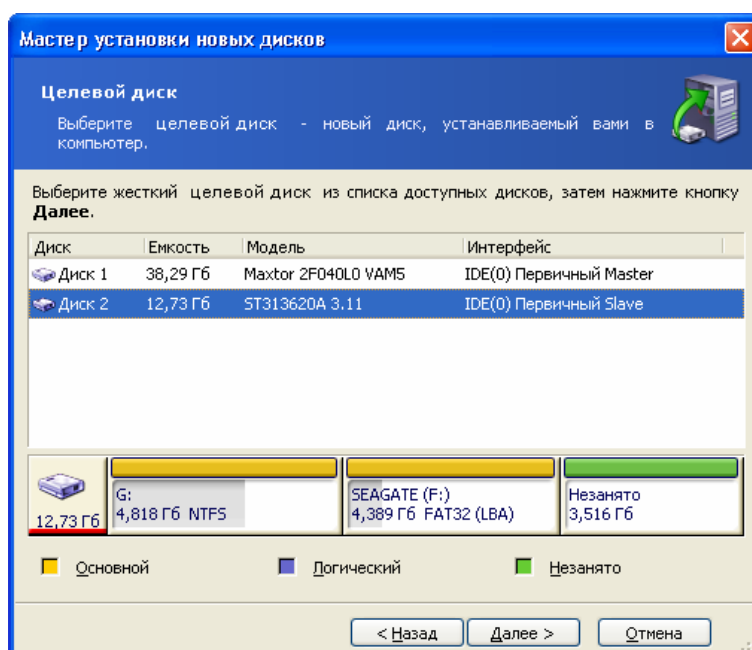 Мастер установки новых дисков
Целевой диск
Выберите целевой диск - новый диск, устанавливаемый вами в
компьютер.
Выберите жесткий целевой диск из списка доступных дисков, затем нажмите кнопку
Далее.
Диск Емкость Модель Интерфейс
Диск 1 38,29 Гб Maxtor 2F040L0 VAM5 IDE(0) Первичный Master
Диск 2 12,73 Гб ST313620A 3.11 IDE(0) Первичный Slave
G: SEAGATE (F:) Незанято
12,73 Гб 4,818 Гб NTFS 4,389 Гб FAT32 (LBA) 3,516 Гб
Основной Логический Незанято
< Назад Далее > Отмена